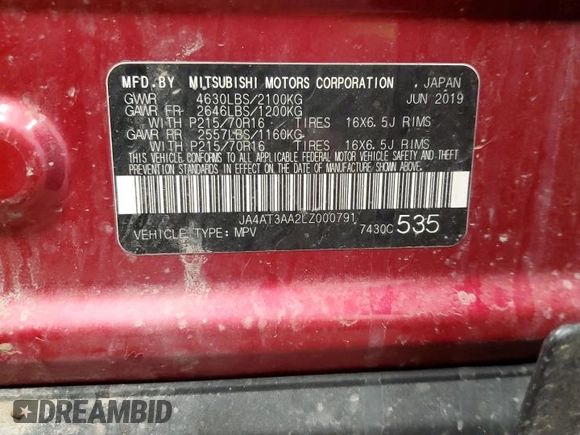 MFD.BY MITSUBISHI MOTORS CORPORATION , JAPAN
GVWR 4630LBS/2100KG JUN 2019
GAWR FR 2646LBS/1200KG
WITH P215/70R16 TIRES 16X6.5J RIMS
GAWR RR 2557LBS/1160KG
WITH P215/70R16 TIRES 16X6.5J RIMS
THIS VEHICLE CONFORMS TO ALL APPLICABLE FEDERAL MOTOR VEHICLE SAFETY AND THEFT
PREVENTION STANDARDS IN EFFECT ON THE DATE OF MANUFACTURE SHOWN ABOVE.
JA4AT3AA2LZ000791
VEHICLE TYPE: MPV 7430C 535
DREAMBID